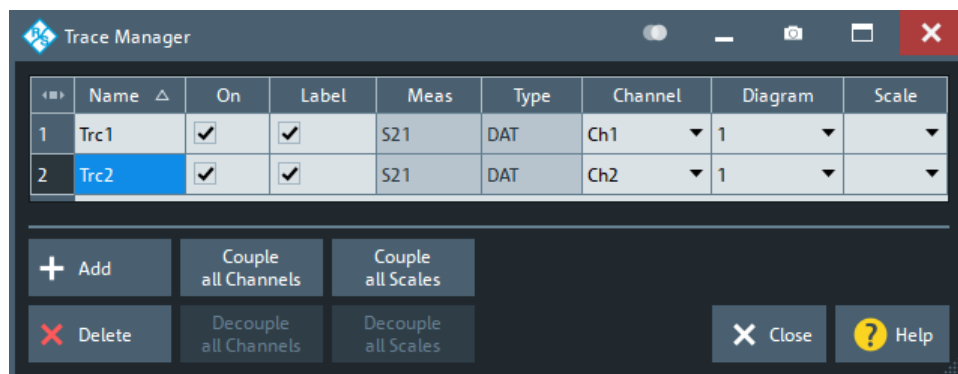 R&S Trace Manager
Name On Label Meas Type Channel Diagram Scale
1 Trc1 S21 DAT Ch1 1
2 Trc2 S21 DAT Ch2 1
Add
Couple
all Channels
Couple
all Scales
Delete
Decouple
all Channels
Decouple
all Scales
Close
? Help